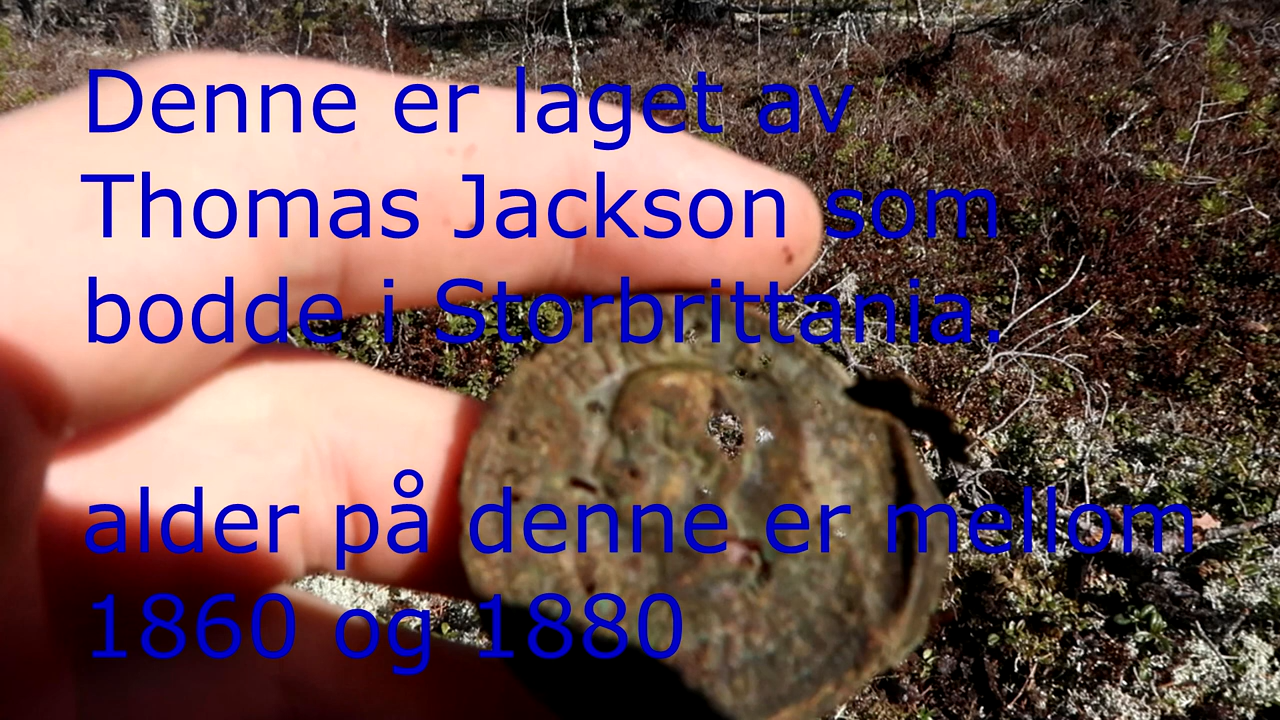 Denne er laget av
Thomas Jackson som
bodde i Storbrittania.
alder på denne er mellom
1860 og 1880